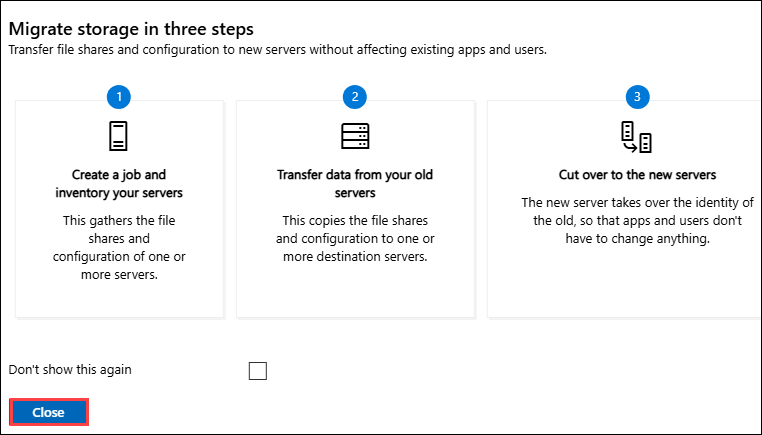 Migrate storage in three steps
Transfer file shares and configuration to new servers without affecting existing apps and users.
1
Create a job and
inventory your servers
This gathers the file
shares and
configuration of one or
more servers.
2
Transfer data from your old
servers
This copies the file shares
and configuration to one or
more destination servers.
3
Cut over to the new servers
The new server takes over the identity of
the old, so that apps and users don't
have to change anything.
Don't show this again
Close